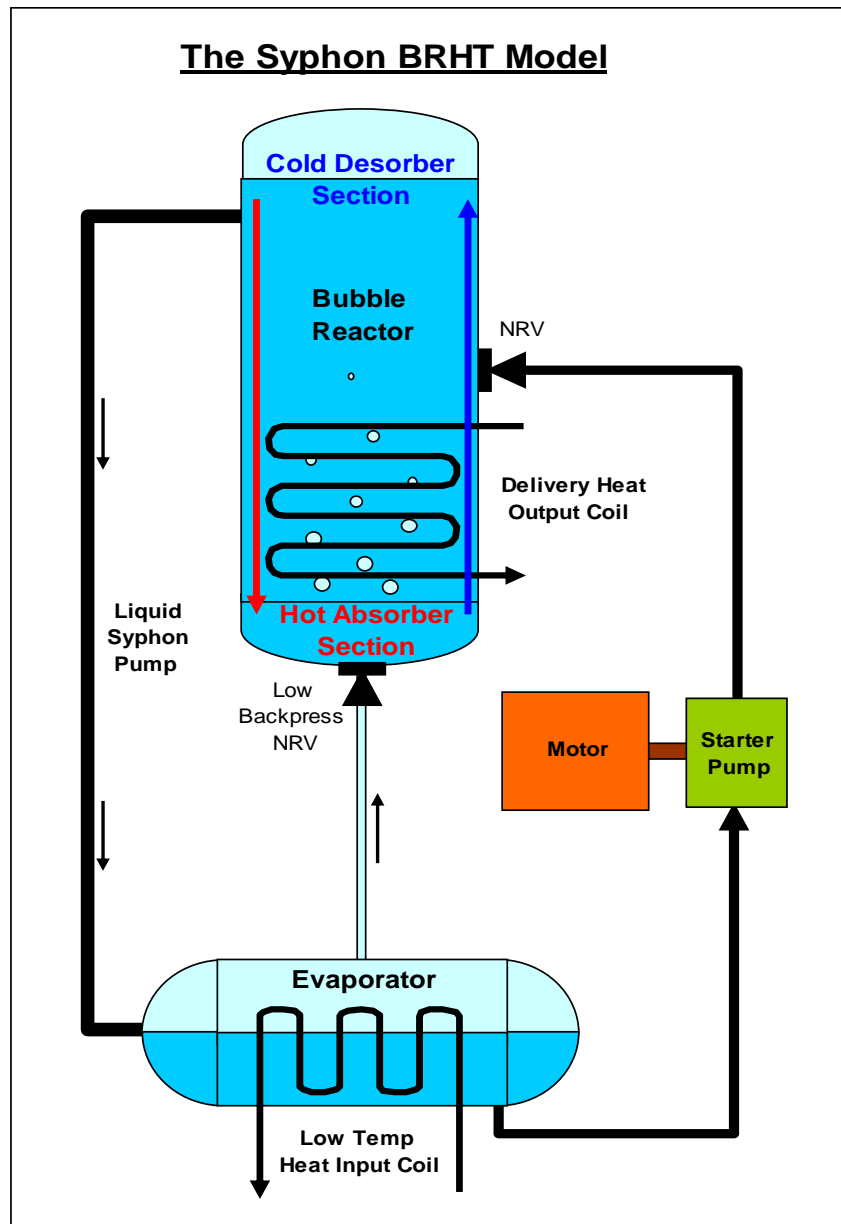 The Syphon BRHT Model
Cold Desorber
Section
Bubble
Reactor
NRV
Delivery Heat
Output Coil
Liquid
Syphon
Pump
Hot Absorber
Section
Low
Backpress
NRV
Motor
Starter
Pump
Evaporator
Low Temp
Heat Input Coil